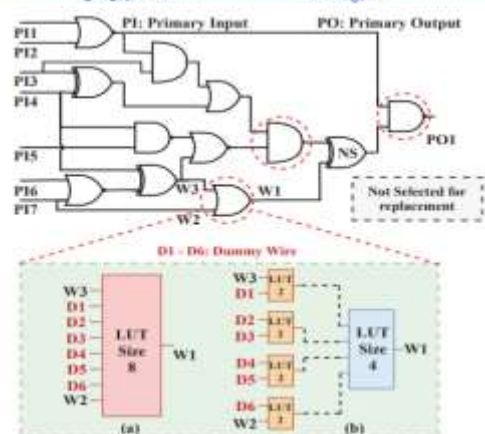 PI: Primary Input
PO: Primary Output
PI1
PI2
PI3
PI4
PI5
PI6
PI7
W3
W2
W1
NS
PO1
Not Selected for
replacement
D1 - D6: Dummy Wire
W3
D1
D2
D3
D4
D5
D6
W2
LUT
Size
8
W1
(a)
W3
D1
LUT
2
D2
D3
LUT
2
D4
D5
LUT
2
D6
W2
LUT
2
LUT
Size
4
W1
(b)